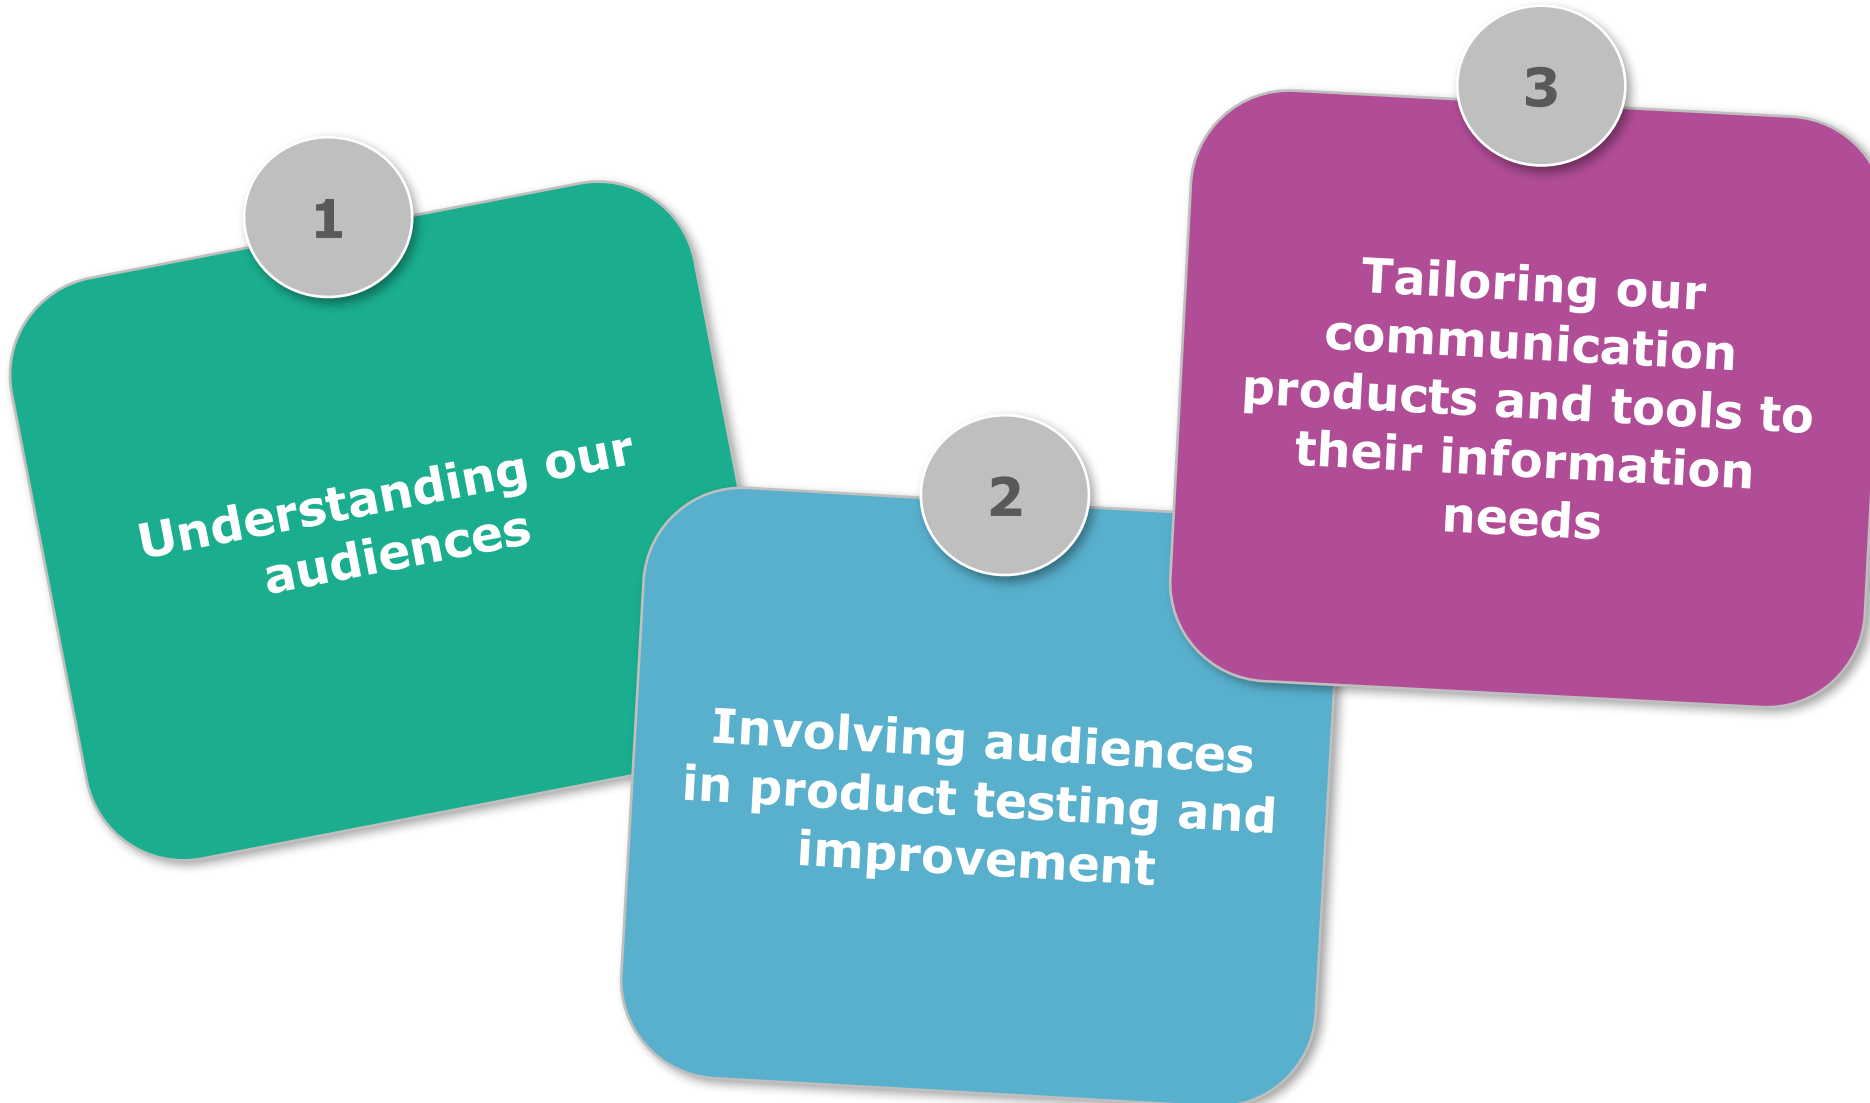 1
Understanding our
audiences
2
Involving audiences
in product testing and
improvement
3
Tailoring our
communication
products and tools to
their information
needs